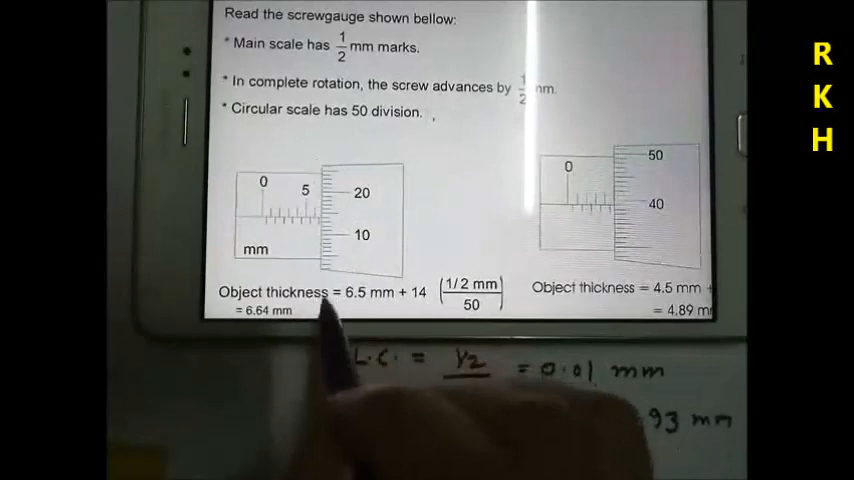 Read the screwgauge shown bellow:
* Main scale has 1/2 mm marks.
* In complete rotation, the screw advances by 1/2 mm.
* Circular scale has 50 division.
0
5
20
10
mm
0
50
40
Object thickness = 6.5 mm + 14 (1/2 mm / 50)
= 6.64 mm
Object thickness = 4.5 mm +
= 4.89 m
L.C. = 1/2 = 0.01 mm
93 mm
R
K
H